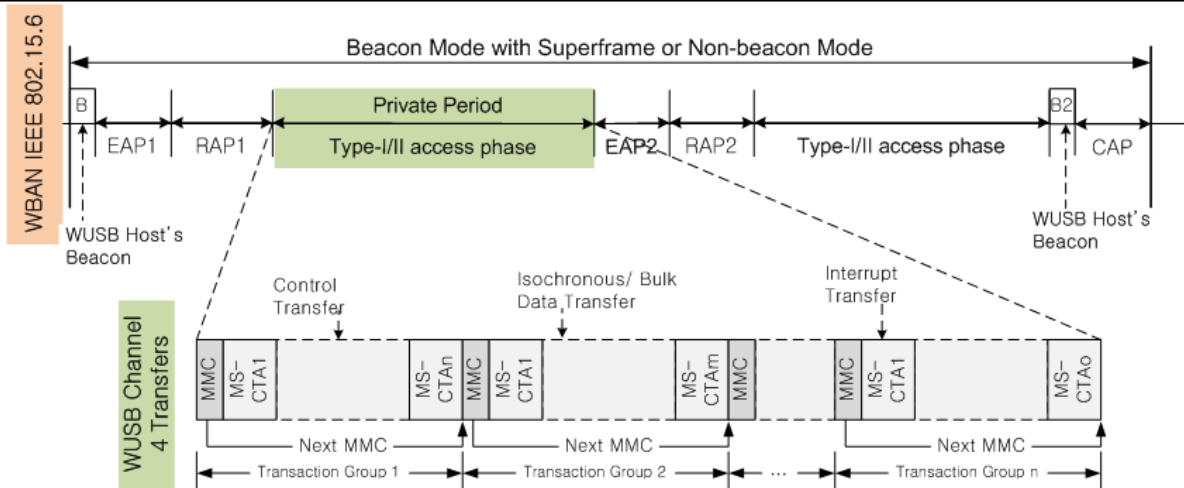 WBAN IEEE 802.15.6
Beacon Mode with Superframe or Non-beacon Mode
B
EAP1
RAP1
Private Period
Type-I/II access phase
EAP2
RAP2
Type-I/II access phase
B2
CAP
WUSB Host's
Beacon
WUSB Host's
Beacon
WUSB Channel
4 Transfers
Control
Transfer
Isochronous/ Bulk
Data Transfer
Interrupt
Transfer
MMC
MS-
CTA1
MS-
CTAn
MMC
MS-
CTA1
MS-
CTAm
MMC
MMC
MS-
CTA1
MS-
CTAo
Next MMC
Next MMC
Next MMC
Transaction Group 1
Transaction Group 2
...
Transaction Group n